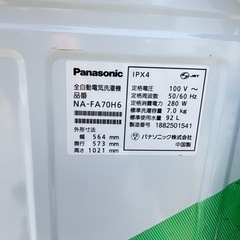 Panasonic
全自動電気洗濯機
品番
NA-FA70H6
外形寸法
幅 564 mm
奥行 573 mm
高さ 1021 mm
IPX4
JET
定格電圧 100 V～
定格周波数 50/60 Hz
定格消費電力 280 W
標準洗濯容量 7.0 kg
標準使用水量 92 L
製造番号 1882501541
パナソニック株式会社
中国製